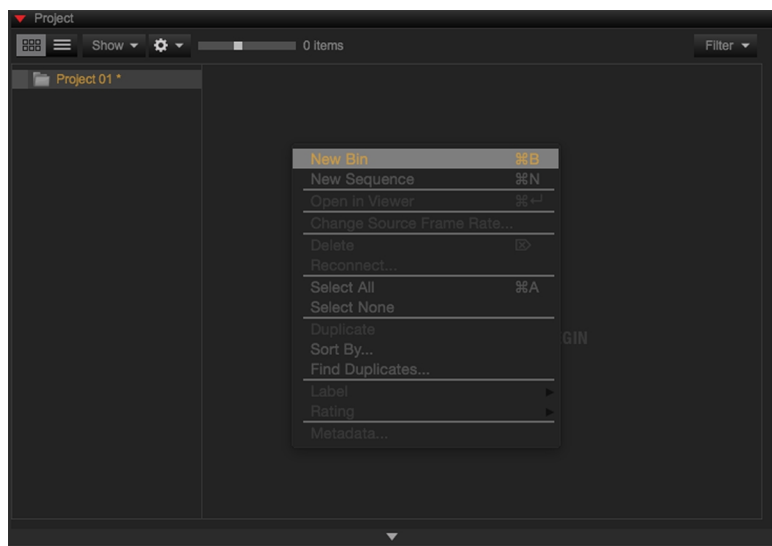 Project
Show
0 items
Filter
Project 01 *
New Bin ⌘B
New Sequence ⌘N
Open in Viewer ⌘↩
Change Source Frame Rate...
Delete ⌦
Reconnect...
Select All ⌘A
Select None
Duplicate
GIN
Sort By...
Find Duplicates...
Label
Rating
Metadata...